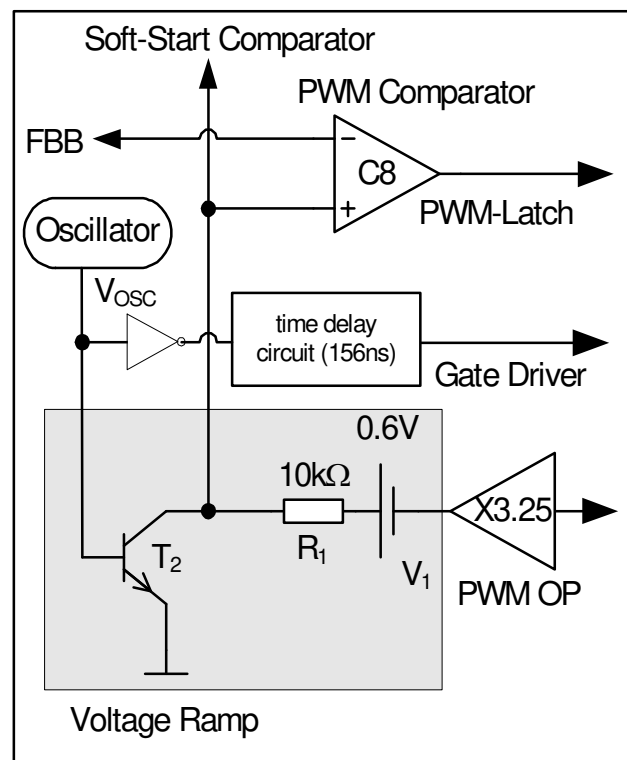 Soft-Start Comparator
PWM Comparator
FBB
−
C8
+
PWM-Latch
Oscillator
VOSC
time delay
circuit (156ns)
Gate Driver
0.6V
10kΩ
X3.25
T2
R1
V1
PWM OP
Voltage Ramp